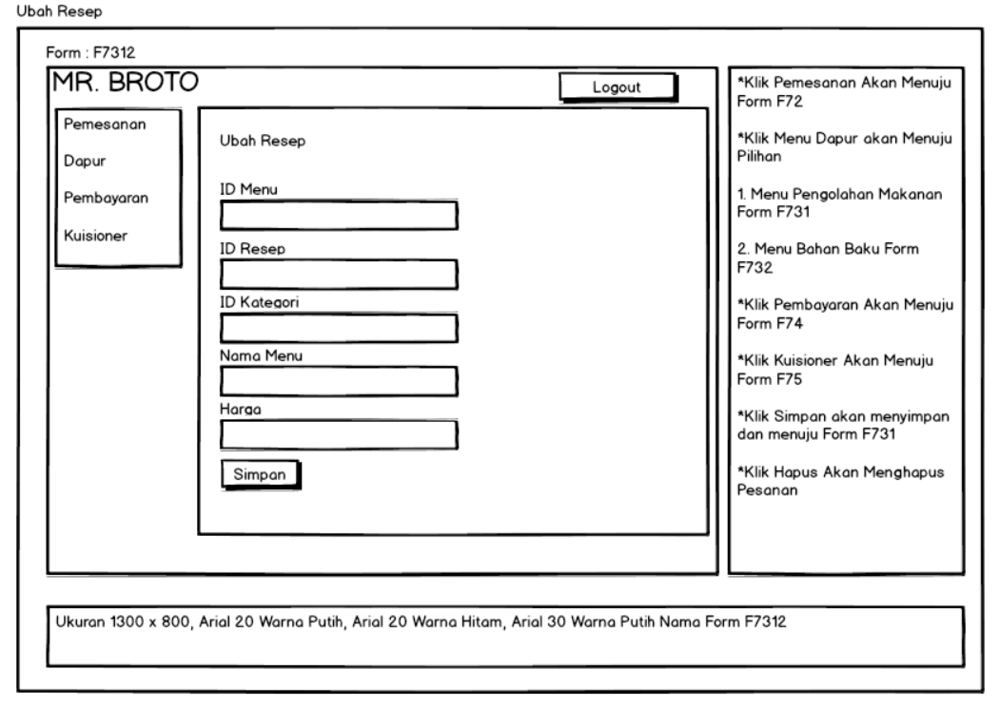 Ubah Resep
Form : F7312
MR. BROTO
Logout
Pemesanan
Dapur
Pembayaran
Kuisioner
Ubah Resep
ID Menu
ID Resep
ID Kategori
Nama Menu
Harga
Simpan
*Klik Pemesanan Akan Menuju
Form F72
*Klik Menu Dapur akan Menuju
Pilihan
1. Menu Pengolahan Makanan
Form F731
2. Menu Bahan Baku Form
F732
*Klik Pembayaran Akan Menuju
Form F74
*Klik Kuisioner Akan Menuju
Form F75
*Klik Simpan akan menyimpan
dan menuju Form F731
*Klik Hapus Akan Menghapus
Pesanan
Ukuran 1300 x 800, Arial 20 Warna Putih, Arial 20 Warna Hitam, Arial 30 Warna Putih Nama Form F7312